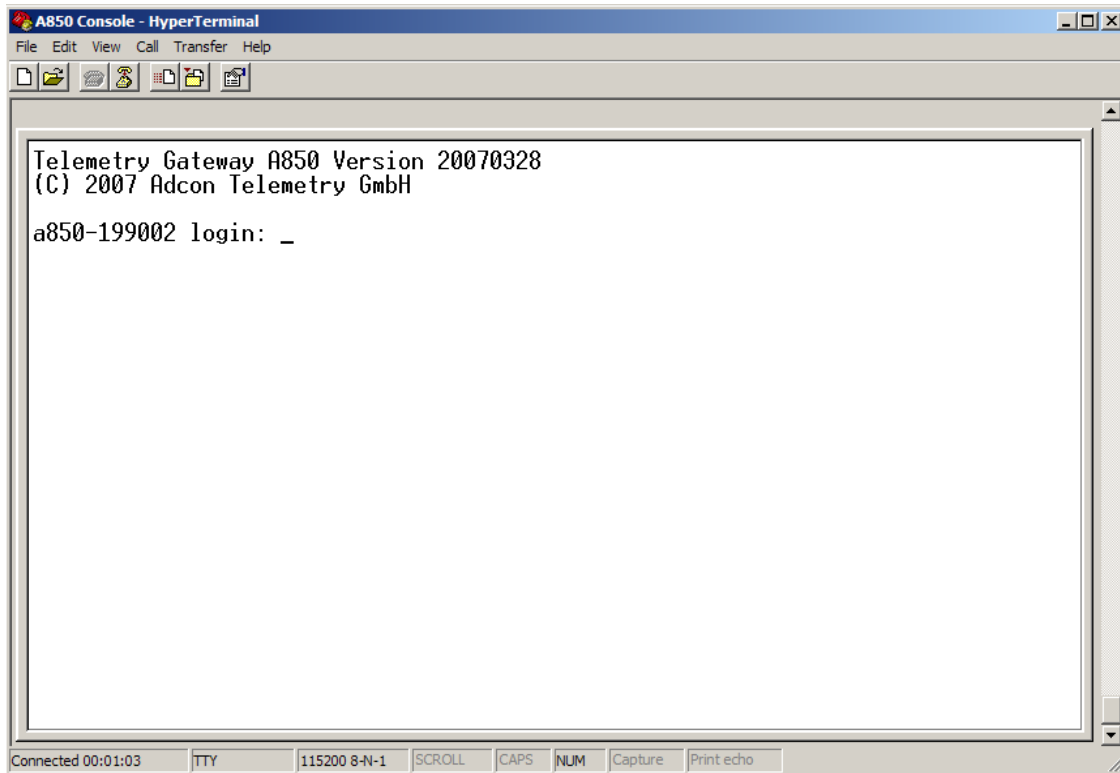 A850 Console - HyperTerminal
File Edit View Call Transfer Help
Telemetry Gateway A850 Version 20070328
(C) 2007 Adcon Telemetry GmbH
a850-199002 login: _
Connected 00:01:03 TTY 115200 8-N-1 SCROLL CAPS NUM Capture Print echo